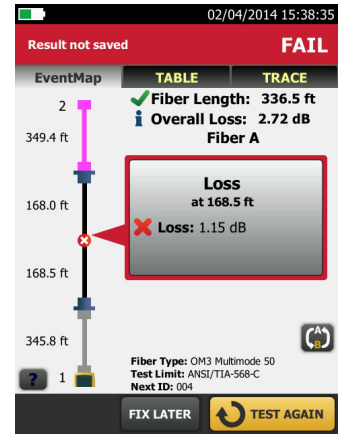 02/04/2014 15:38:35
Result not saved FAIL
EventMap TABLE TRACE
2
349.4 ft
168.0 ft
168.5 ft
345.8 ft
1
Fiber Length: 336.5 ft
i Overall Loss: 2.72 dB
Fiber A
Loss
at 168.5 ft
Loss: 1.15 dB
A B
Fiber Type: OM3 Multimode 50
Test Limit: ANSI/TIA-568-C
Next ID: 004
?
FIX LATER TEST AGAIN